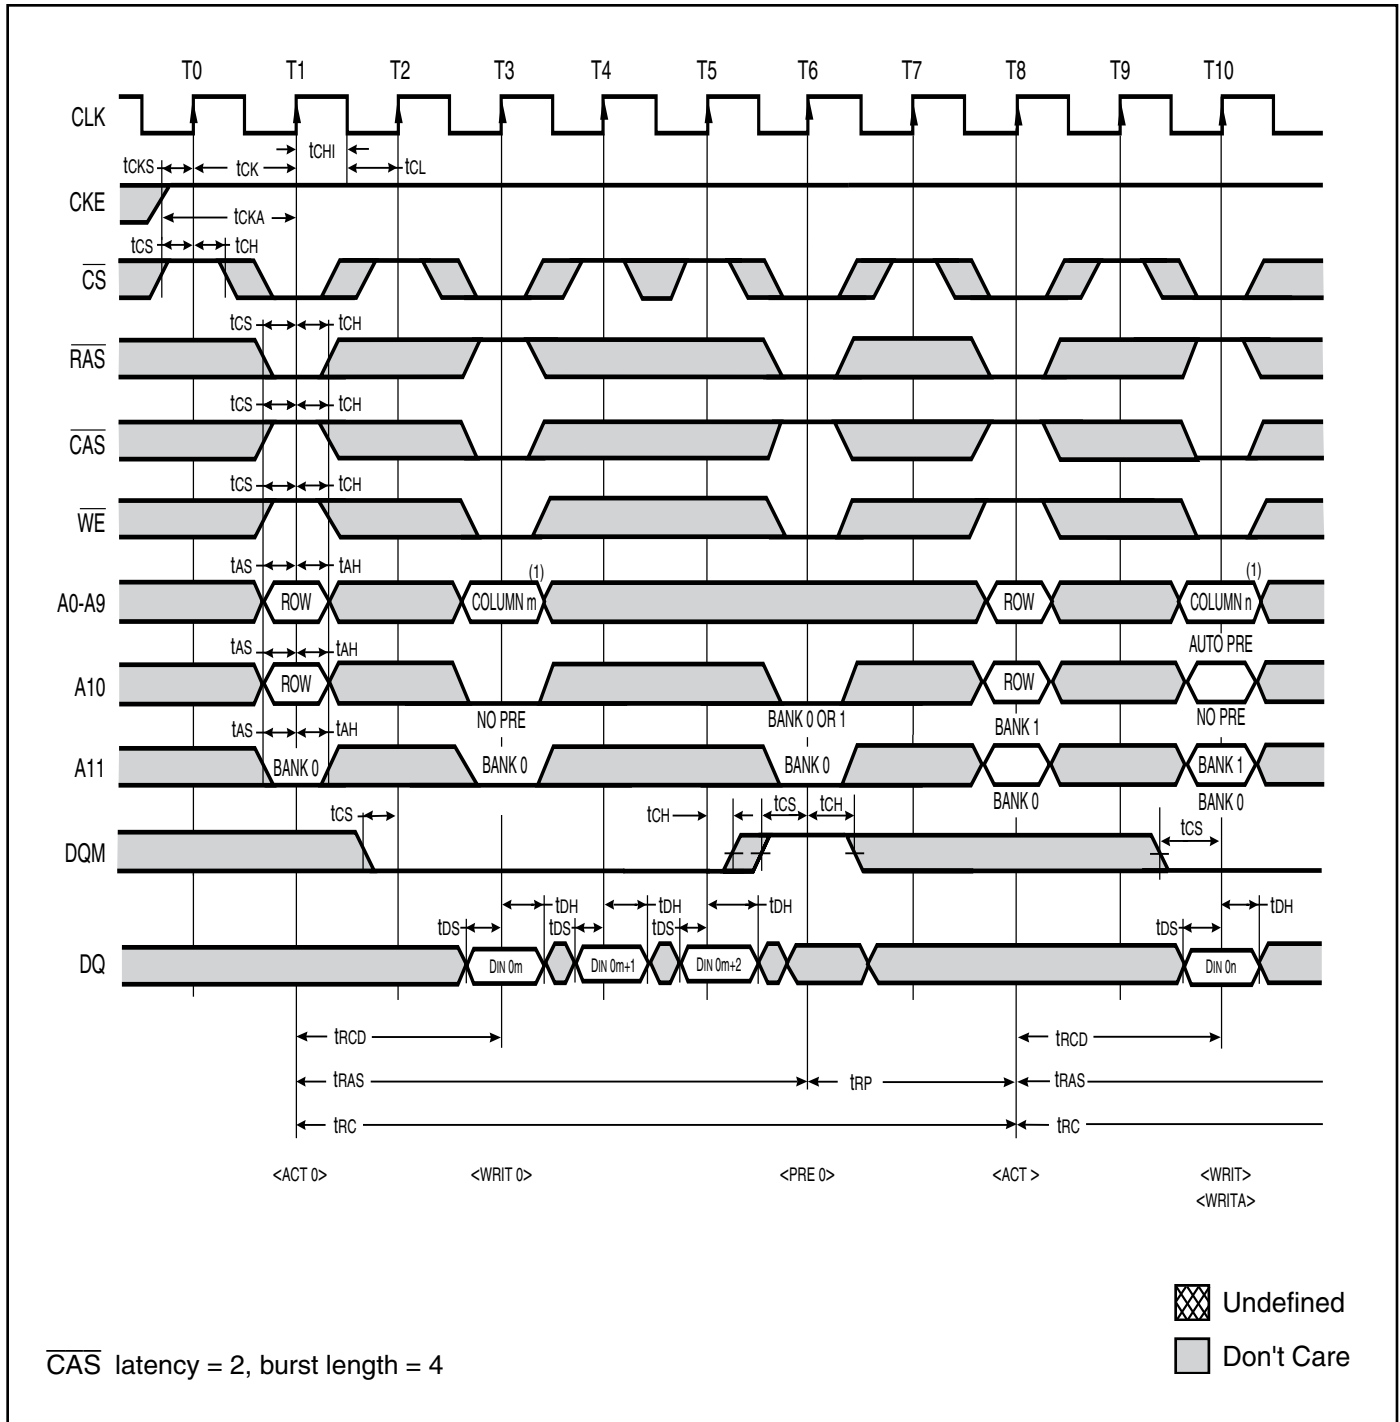 T0 T1 T2 T3 T4 T5 T6 T7 T8 T9 T10
CLK
tCHI
tCKS tCK tCL
CKE
tCKA
tCS tCH
CS
tCS tCH
RAS
tCS tCH
CAS
tCS tCH
WE
tAS tAH
(1) (1)
A0-A9 ROW COLUMN m ROW COLUMN n
AUTO PRE
tAS tAH
A10 ROW ROW
NO PRE BANK 0 OR 1 BANK 1 NO PRE
tAS tAH
A11 BANK 0 BANK 0 BANK 0 BANK 1
BANK 0 BANK 0
tCS tCH tCS tCH tCS
DQM
tDH tDH tDH tDH
tDS tDS tDS tDS
DQ DIN 0m DIN 0m+1 DIN 0m+2 DIN 0n
tRCD tRCD
tRAS tRP tRAS
tRC tRC
<ACT 0> <WRIT 0> <PRE 0> <ACT > <WRIT>
<WRITA>
Undefined
Don't Care
CAS latency = 2, burst length = 4